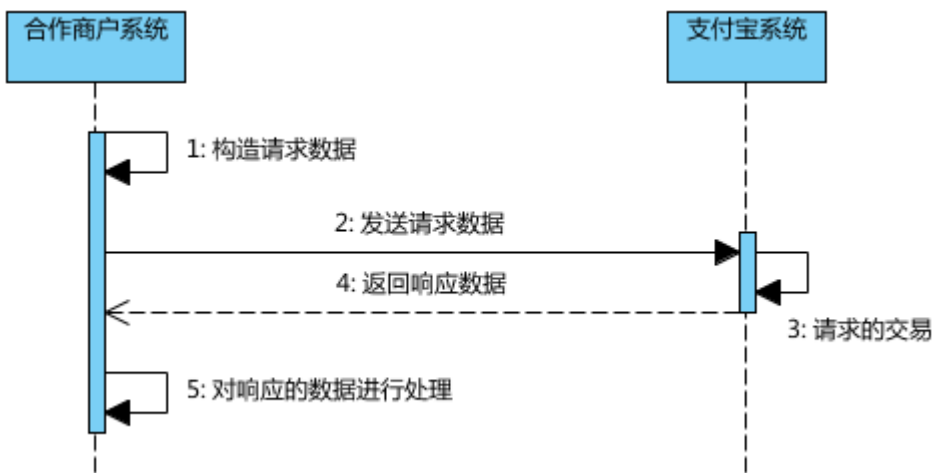 合作商户系统
支付宝系统
1: 构造请求数据
2: 发送请求数据
4: 返回响应数据
3: 请求的交易
5: 对响应的数据进行处理